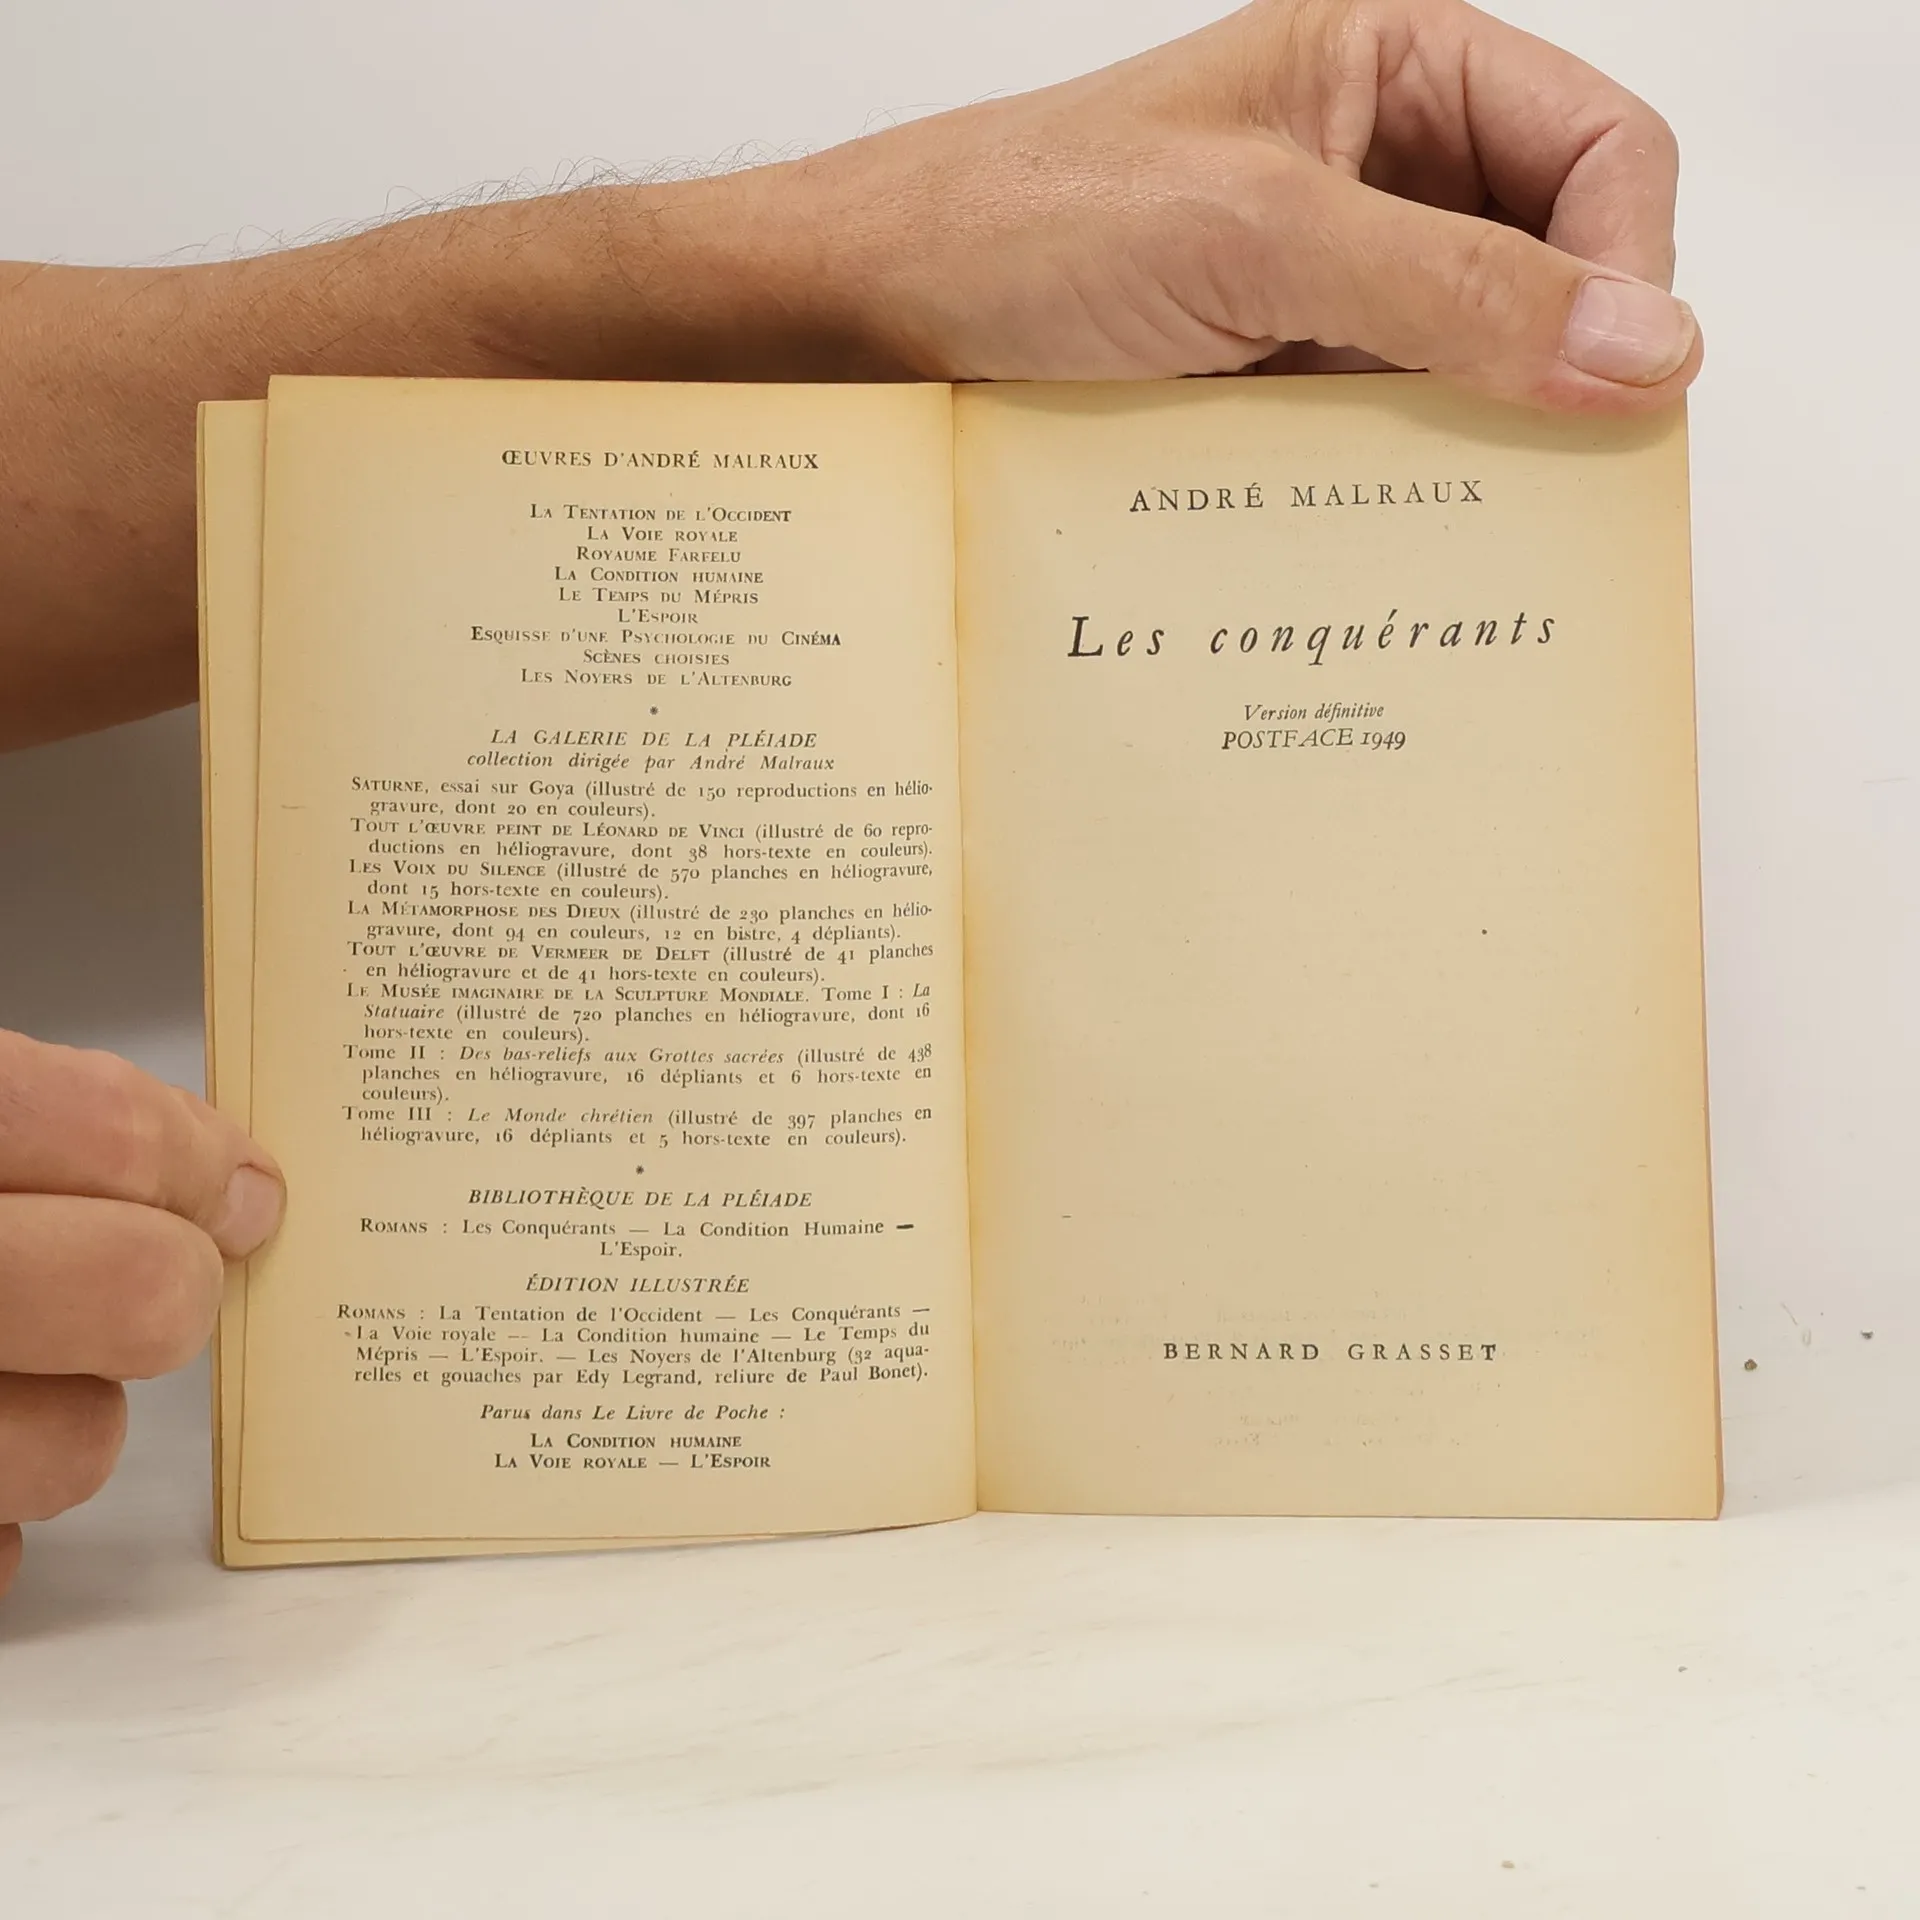 ŒUVRES D'ANDRÉ MALRAUX
LA TENTATION DE L'OCCIDENT
LA VOIE ROYALE
ROYAUME FARFELU
LA CONDITION HUMAINE
LE TEMPS DU MÉPRIS
L'ESPOIR
ESQUISSE D'UNE PSYCHOLOGIE DU CINÉMA
SCÈNES CHOISIES
LES NOYERS DE L'ALTENBURG
*
LA GALERIE DE LA PLÉIADE
collection dirigée par André Malraux
SATURNE, essai sur Goya (illustré de 150 reproductions en hélio-
gravure, dont 20 en couleurs).
TOUT L'ŒUVRE PEINT DE LÉONARD DE VINCI (illustré de 60 repro-
ductions en héliogravure, dont 38 hors-texte en couleurs).
LES VOIX DU SILENCE (illustré de 570 planches en héliogravure,
dont 15 hors-texte en couleurs).
LA MÉTAMORPHOSE DES DIEUX (illustré de 230 planches en hélio-
gravure, dont 94 en couleurs, 12 en bistre, 4 dépliants).
TOUT L'ŒUVRE DE VERMEER DE DELFT (illustré de 41 planches
en héliogravure et de 41 hors-texte en couleurs).
LE MUSÉE IMAGINAIRE DE LA SCULPTURE MONDIALE. Tome I : La
Statuaire (illustré de 720 planches en héliogravure, dont 16
hors-texte en couleurs).
Tome II : Des bas-reliefs aux Grottes sacrées (illustré de 438
planches en héliogravure, 16 dépliants et 6 hors-texte en
couleurs).
Tome III : Le Monde chrétien (illustré de 397 planches en
héliogravure, 16 dépliants et 5 hors-texte en couleurs).
*
BIBLIOTHÈQUE DE LA PLÉIADE
ROMANS : Les Conquérants — La Condition Humaine —
L'Espoir.
ÉDITION ILLUSTRÉE
ROMANS : La Tentation de l'Occident — Les Conquérants —
La Voie royale — La Condition humaine — Le Temps du
Mépris — L'Espoir. — Les Noyers de l'Altenburg (32 aqua-
relles et gouaches par Edy Legrand, reliure de Paul Bonet).
Parus dans Le Livre de Poche :
LA CONDITION HUMAINE
LA VOIE ROYALE — L'ESPOIR
ANDRÉ MALRAUX
Les conquérants
Version définitive
POSTFACE 1949
BERNARD GRASSET